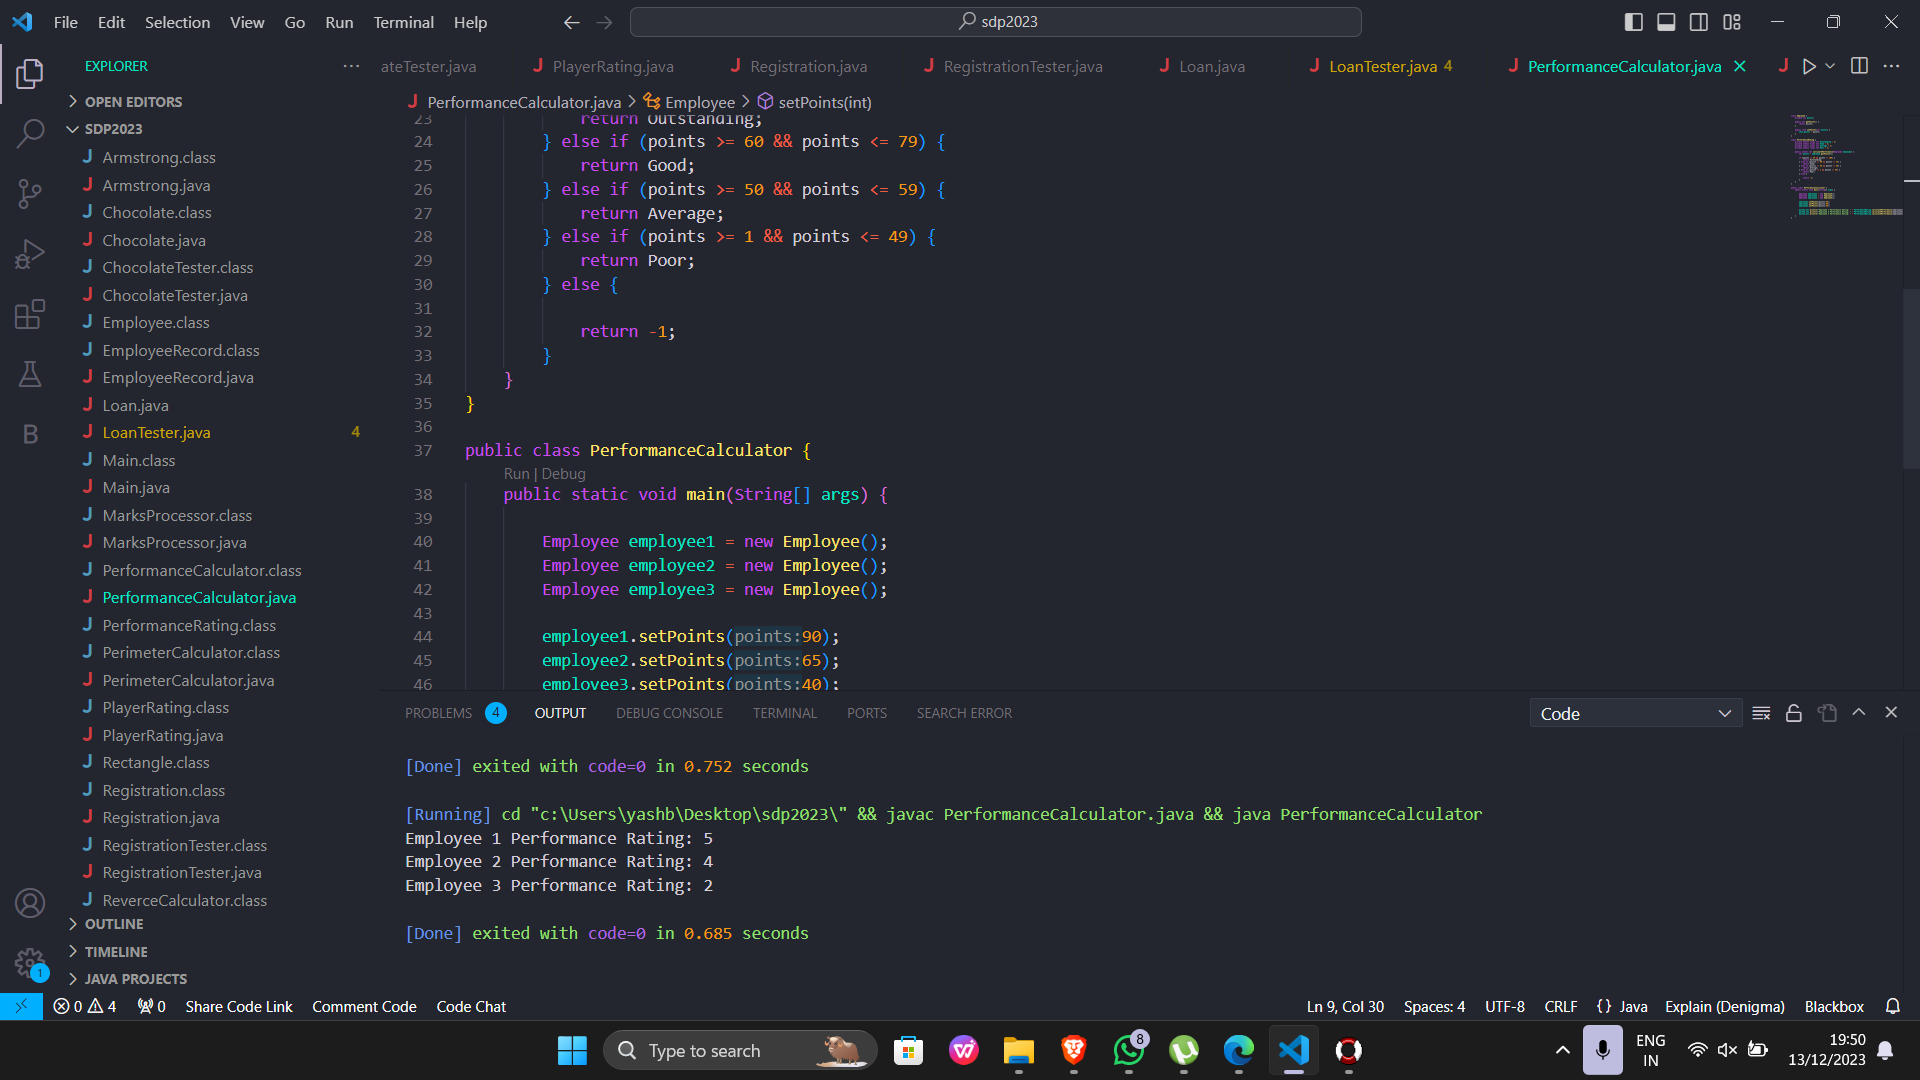 File Edit Selection View Go Run Terminal Help
sdp2023
EXPLORER
ateTester.java
PlayerRating.java
Registration.java
RegistrationTester.java
Loan.java
LoanTester.java 4
PerformanceCalculator.java
OPEN EDITORS
SDP2023
Armstrong.class
Armstrong.java
Chocolate.class
Chocolate.java
ChocolateTester.class
ChocolateTester.java
Employee.class
EmployeeRecord.class
EmployeeRecord.java
Loan.java
LoanTester.java 4
Main.class
Main.java
MarksProcessor.class
MarksProcessor.java
PerformanceCalculator.class
PerformanceCalculator.java
PerformanceRating.class
PerimeterCalculator.class
PerimeterCalculator.java
PlayerRating.class
PlayerRating.java
Rectangle.class
Registration.class
Registration.java
RegistrationTester.class
RegistrationTester.java
ReverceCalculator.class
OUTLINE
TIMELINE
JAVA PROJECTS
PerformanceCalculator.java > Employee > setPoints(int)
23 return Outstanding;
24 } else if (points >= 60 && points <= 79) {
25 return Good;
26 } else if (points >= 50 && points <= 59) {
27 return Average;
28 } else if (points >= 1 && points <= 49) {
29 return Poor;
30 } else {
31
32 return -1;
33 }
34 }
35 }
36
37 public class PerformanceCalculator {
Run | Debug
38 public static void main(String[] args) {
39
40 Employee employee1 = new Employee();
41 Employee employee2 = new Employee();
42 Employee employee3 = new Employee();
43
44 employee1.setPoints(points:90);
45 employee2.setPoints(points:65);
46 employee3.setPoints(points:40);
PROBLEMS 4 OUTPUT DEBUG CONSOLE TERMINAL PORTS SEARCH ERROR
Code
[Done] exited with code=0 in 0.752 seconds
[Running] cd "c:\Users\yashb\Desktop\sdp2023\" && javac PerformanceCalculator.java && java PerformanceCalculator
Employee 1 Performance Rating: 5
Employee 2 Performance Rating: 4
Employee 3 Performance Rating: 2
[Done] exited with code=0 in 0.685 seconds
1
0 4 0 Share Code Link Comment Code Code Chat
Ln 9, Col 30 Spaces: 4 UTF-8 CRLF {} Java Explain (Denigma) Blackbox
Type to search
8
ENG
IN
19:50
13/12/2023